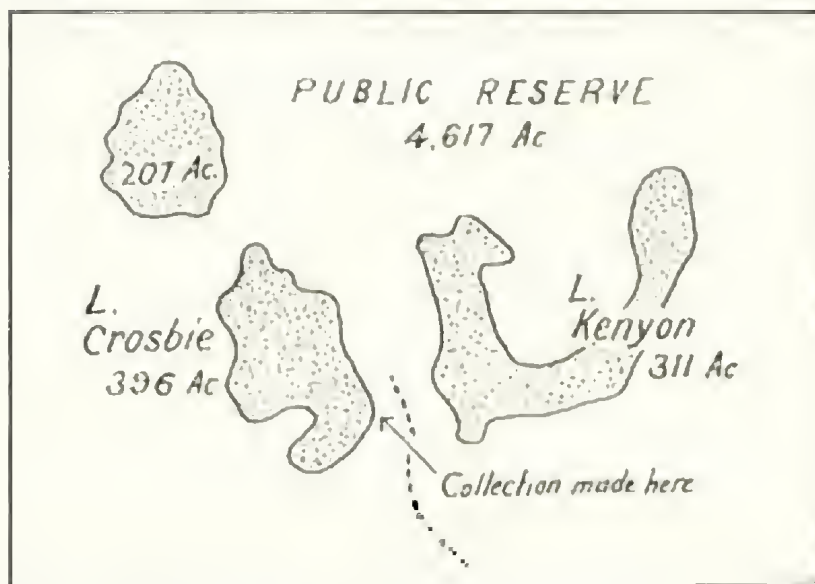 PUBLIC RESERVE
4,617 Ac
207 Ac.
L.
Crosbie
396 Ac
L.
Kenyon
311 Ac
Collection made here